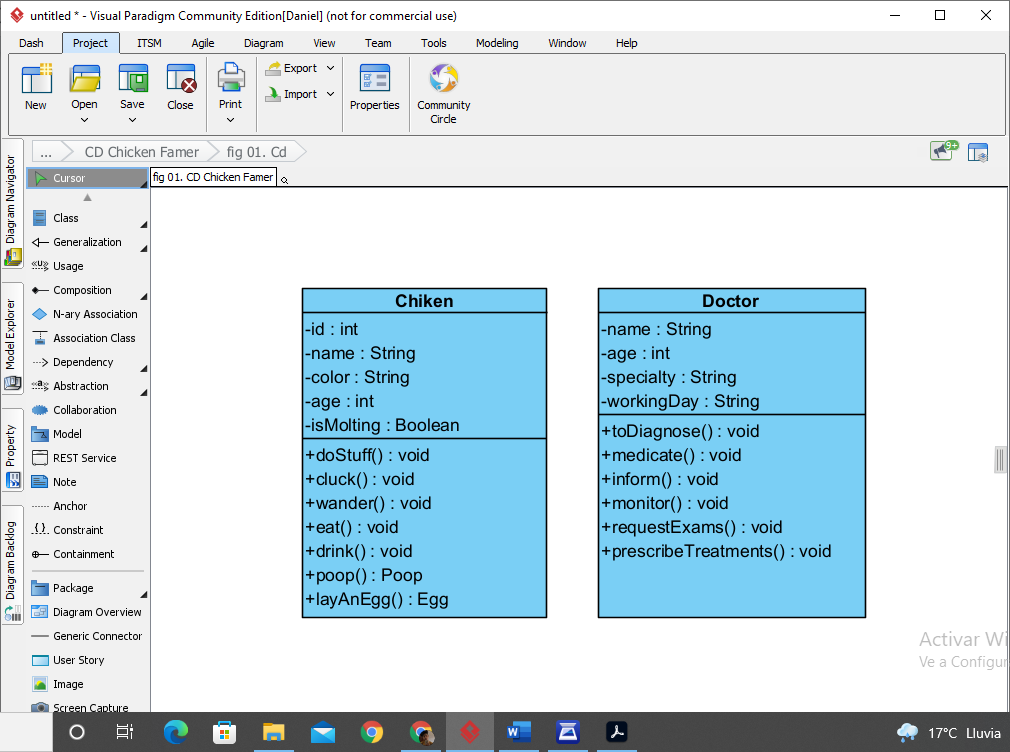 untitled * - Visual Paradigm Community Edition[Daniel] (not for commercial use)
Dash Project ITSM Agile Diagram View Team Tools Modeling Window Help
New Open Save Close Print Export Import Properties Community Circle
9+
... CD Chicken Famer fig 01. Cd
fig 01. CD Chicken Famer
Diagram Navigator
Model Explorer
Property
Diagram Backlog
Cursor
Class
Generalization
«U» Usage
Composition
N-ary Association
Association Class
Dependency
«a» Abstraction
Collaboration
Model
REST Service
Note
Anchor
{} Constraint
Containment
Package
Diagram Overview
Generic Connector
User Story
Image
Screen Capture
Chiken
-id : int
-name : String
-color : String
-age : int
-isMolting : Boolean
+doStuff() : void
+cluck() : void
+wander() : void
+eat() : void
+drink() : void
+poop() : Poop
+layAnEgg() : Egg
Doctor
-name : String
-age : int
-specialty : String
-workingDay : String
+toDiagnose() : void
+medicate() : void
+inform() : void
+monitor() : void
+requestExams() : void
+prescribeTreatments() : void
Activar Wi
Ve a Configur
17°C Lluvia